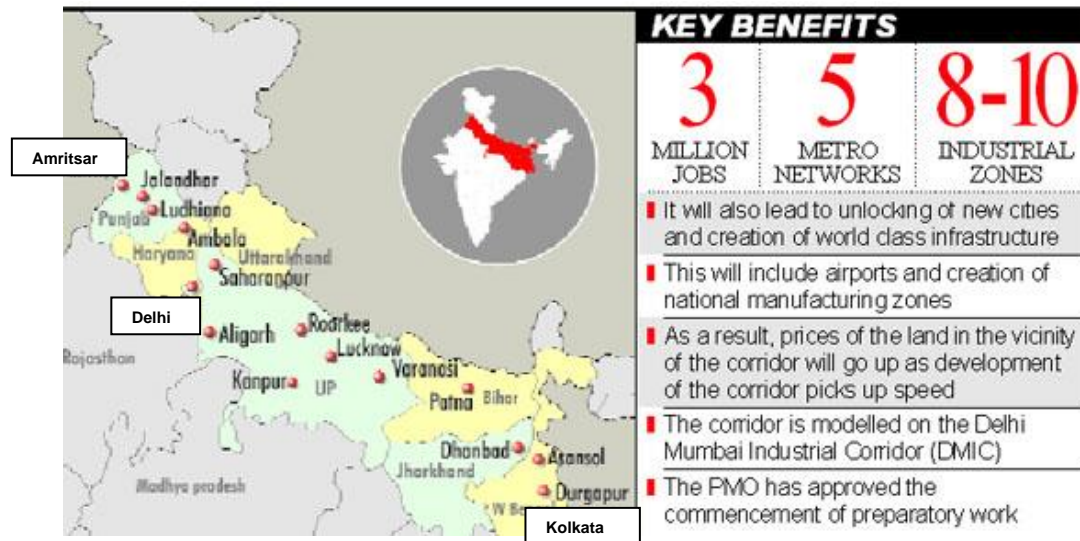 Amritsar
Jalandhar
Punjab
Ludhiana
Ambala
Haryana
Uttarakhand
Saharanpur
Delhi
Aligarh
Roorkee
Rajasthan
Lucknow
Varanasi
Kanpur
UP
Patna
Bihar
Dhanbad
Asansol
Jharkhand
Madhya pradesh
Durgapur
Kolkata
KEY BENEFITS
3
MILLION
JOBS
5
METRO
NETWORKS
8-10
INDUSTRIAL
ZONES
It will also lead to unlocking of new cities
and creation of world class infrastructure
This will include airports and creation of
national manufacturing zones
As a result, prices of the land in the vicinity
of the corridor will go up as development
of the corridor picks up speed
The corridor is modelled on the Delhi
Mumbai Industrial Corridor (DMIC)
The PMO has approved the
commencement of preparatory work